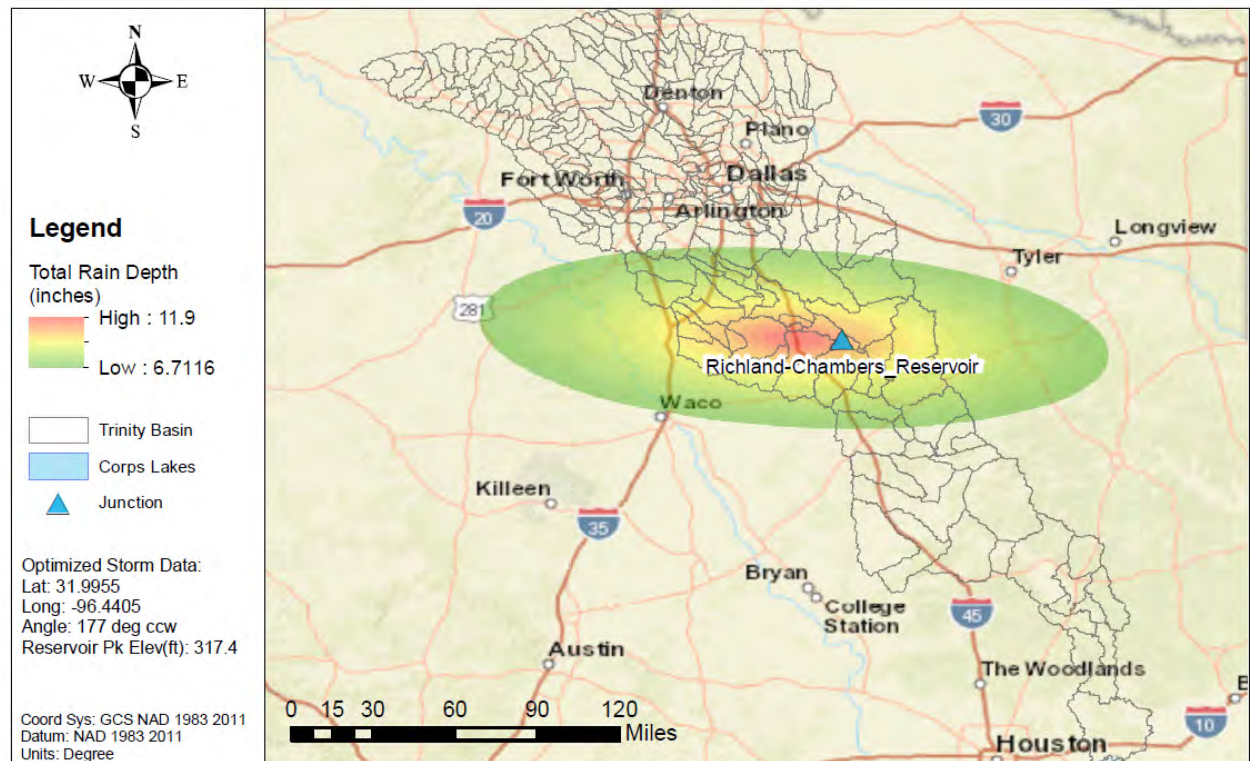 N
W
E
S
Legend
Total Rain Depth
(inches)
High : 11.9
Low : 6.7116
Trinity Basin
Corps Lakes
Junction
Optimized Storm Data:
Lat: 31.9955
Long: -96.4405
Angle: 177 deg ccw
Reservoir Pk Elev(ft): 317.4
Coord Sys: GCS NAD 1983 2011
Datum: NAD 1983 2011
Units: Degree
Denton
Plano
30
Dallas
Fort Worth
Arlington
20
Longview
Tyler
281
Richland-Chambers_Reservoir
Waco
Killeen
35
Bryan
College
Station
45
Austin
The Woodlands
B
10
Houston
0 15 30 60 90 120
Miles